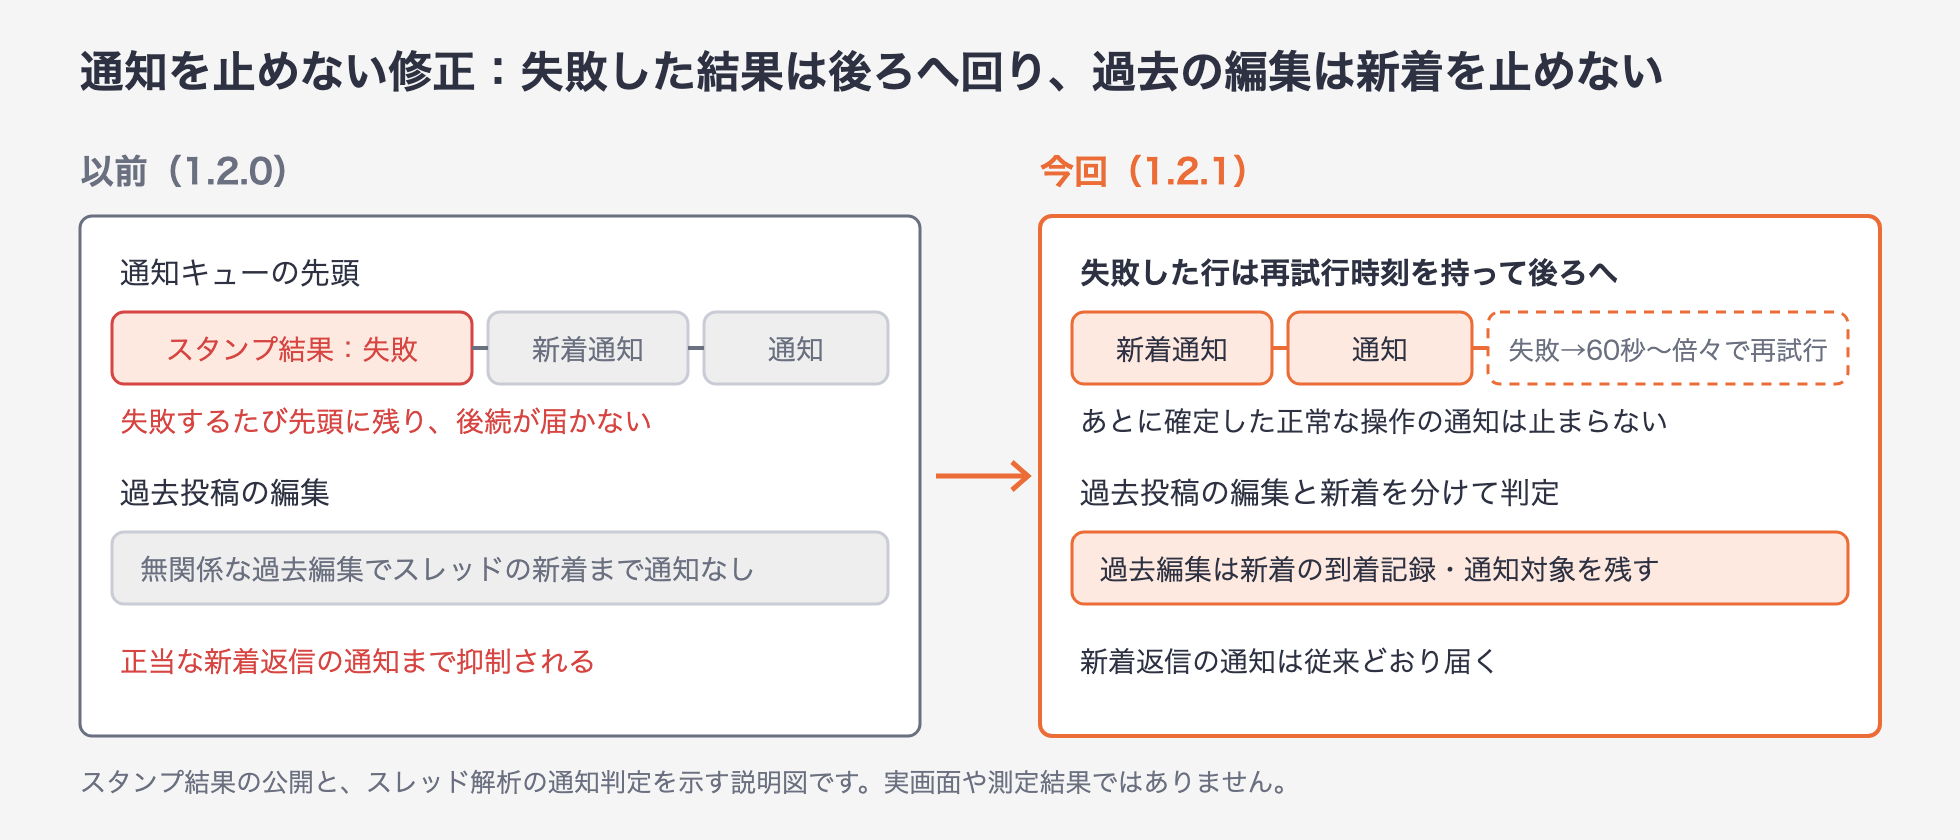 通知を止めない修正：失敗した結果は後ろへ回り、過去の編集は新着を止めない
以前（1.2.0）
通知キューの先頭
スタンプ結果：失敗
新着通知
通知
失敗するたび先頭に残り、後続が届かない
過去投稿の編集
無関係な過去編集でスレッドの新着まで通知なし
正当な新着返信の通知まで抑制される
今回（1.2.1）
失敗した行は再試行時刻を持って後ろへ
新着通知
通知
失敗→60秒〜倍々で再試行
あとに確定した正常な操作の通知は止まらない
過去投稿の編集と新着を分けて判定
過去編集は新着の到着記録・通知対象を残す
新着返信の通知は従来どおり届く
スタンプ結果の公開と、スレッド解析の通知判定を示す説明図です。実画面や測定結果ではありません。